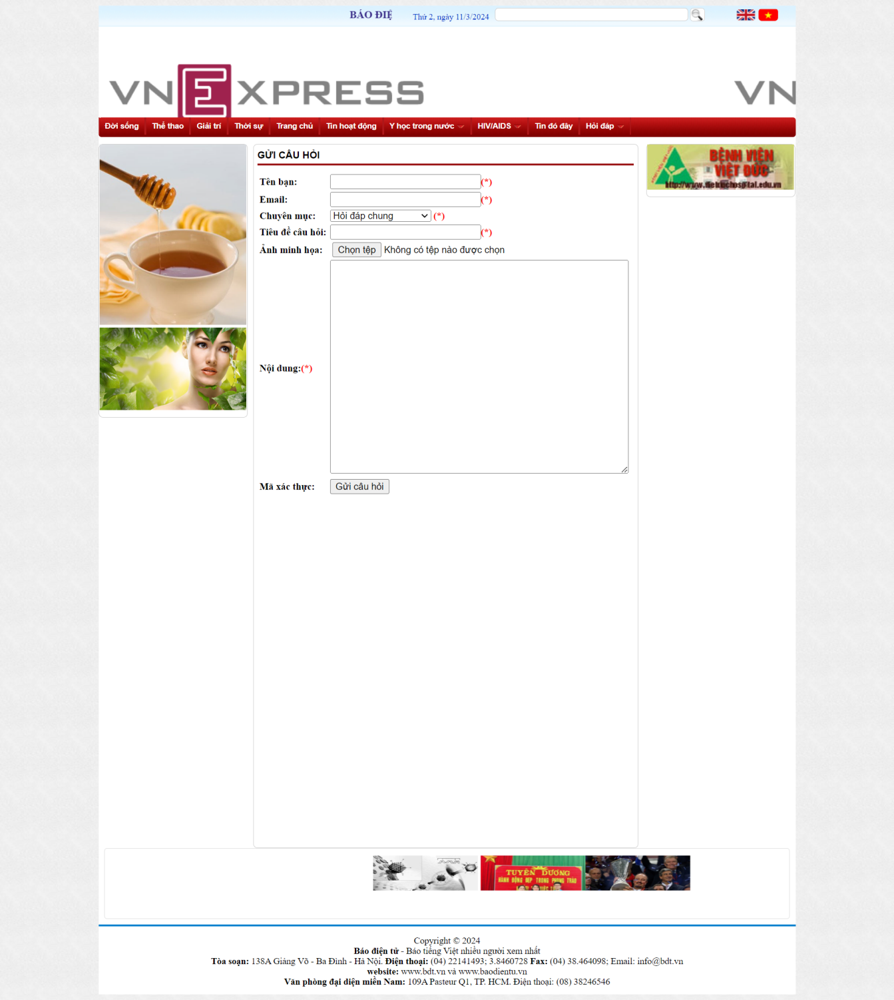 BÁO ĐIỆ
Thứ 2, ngày 11/3/2024
VNEXPRESS
VN
Đời sống Thể thao Giải trí Thời sự Trang chủ Tin hoạt động Y học trong nước HIV/AIDS Tin đó đây Hỏi đáp
GỬI CÂU HỎI
Tên bạn: (*)
Email: (*)
Chuyên mục: Hỏi đáp chung (*)
Tiêu đề câu hỏi: (*)
Ảnh minh họa: Chọn tệp Không có tệp nào được chọn
Nội dung:(*)
Mã xác thực: Gửi câu hỏi
BỆNH VIỆN
VIỆT ĐỨC
TUYÊN DƯƠNG
HÀNH ĐỘNG ĐẸP TRONG PHONG TRÀO
Copyright © 2024
Báo điện tử - Báo tiếng Việt nhiều người xem nhất
Tòa soạn: 138A Giảng Võ - Ba Đình - Hà Nội. Điện thoại: (04) 22141493; 3.8460728 Fax: (04) 38.464098; Email: info@bdt.vn
website: www.bdt.vn và www.baodientu.vn
Văn phòng đại diện miền Nam: 109A Pasteur Q1, TP. HCM. Điện thoại: (08) 38246546